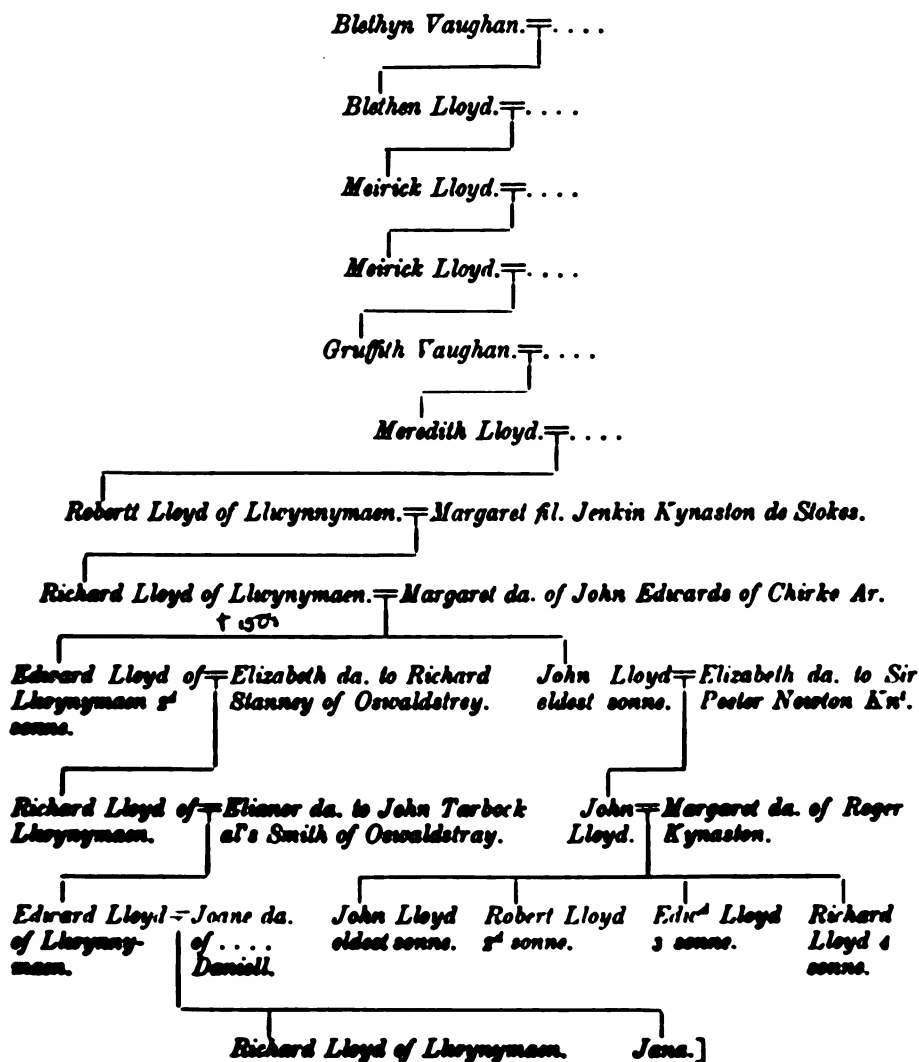 Blethyn Vaughan.=....
Blethen Lloyd.=....
Meirick Lloyd.=....
Meirick Lloyd.=....
Gruffith Vaughan.=....
Meredith Lloyd.=....
Robertt Lloyd of Llwynnymaen.=Margaret fil. Jenkin Kynaston de Stokes.
Richard Lloyd of Llwynymaen.=Margaret da. of John Edwards of Chirke Ar.
Edward Lloyd of
Llwynymaen 2d
sonne.
=Elizabeth da. to Richard
Stanney of Oswaldstrey.
John Lloyd
eldest sonne.
=Elizabeth da. to Sir
Peeter Newton Knt.
Richard Lloyd of
Llwynymaen.
=Elianor da. to John Tarbock
al's Smith of Oswaldstray.
John
Lloyd.
=Margaret da. of Roger
Kynaston.
Edward Lloyd
of Llwynny-
maen.
=Joane da.
of ....
Daniell.
John Lloyd
eldest sonne.
Robert Lloyd
2d sonne.
Edwd Lloyd
3 sonne.
Richard
Lloyd 4
sonne.
Richard Lloyd of Llwynymaen.
Jana.]